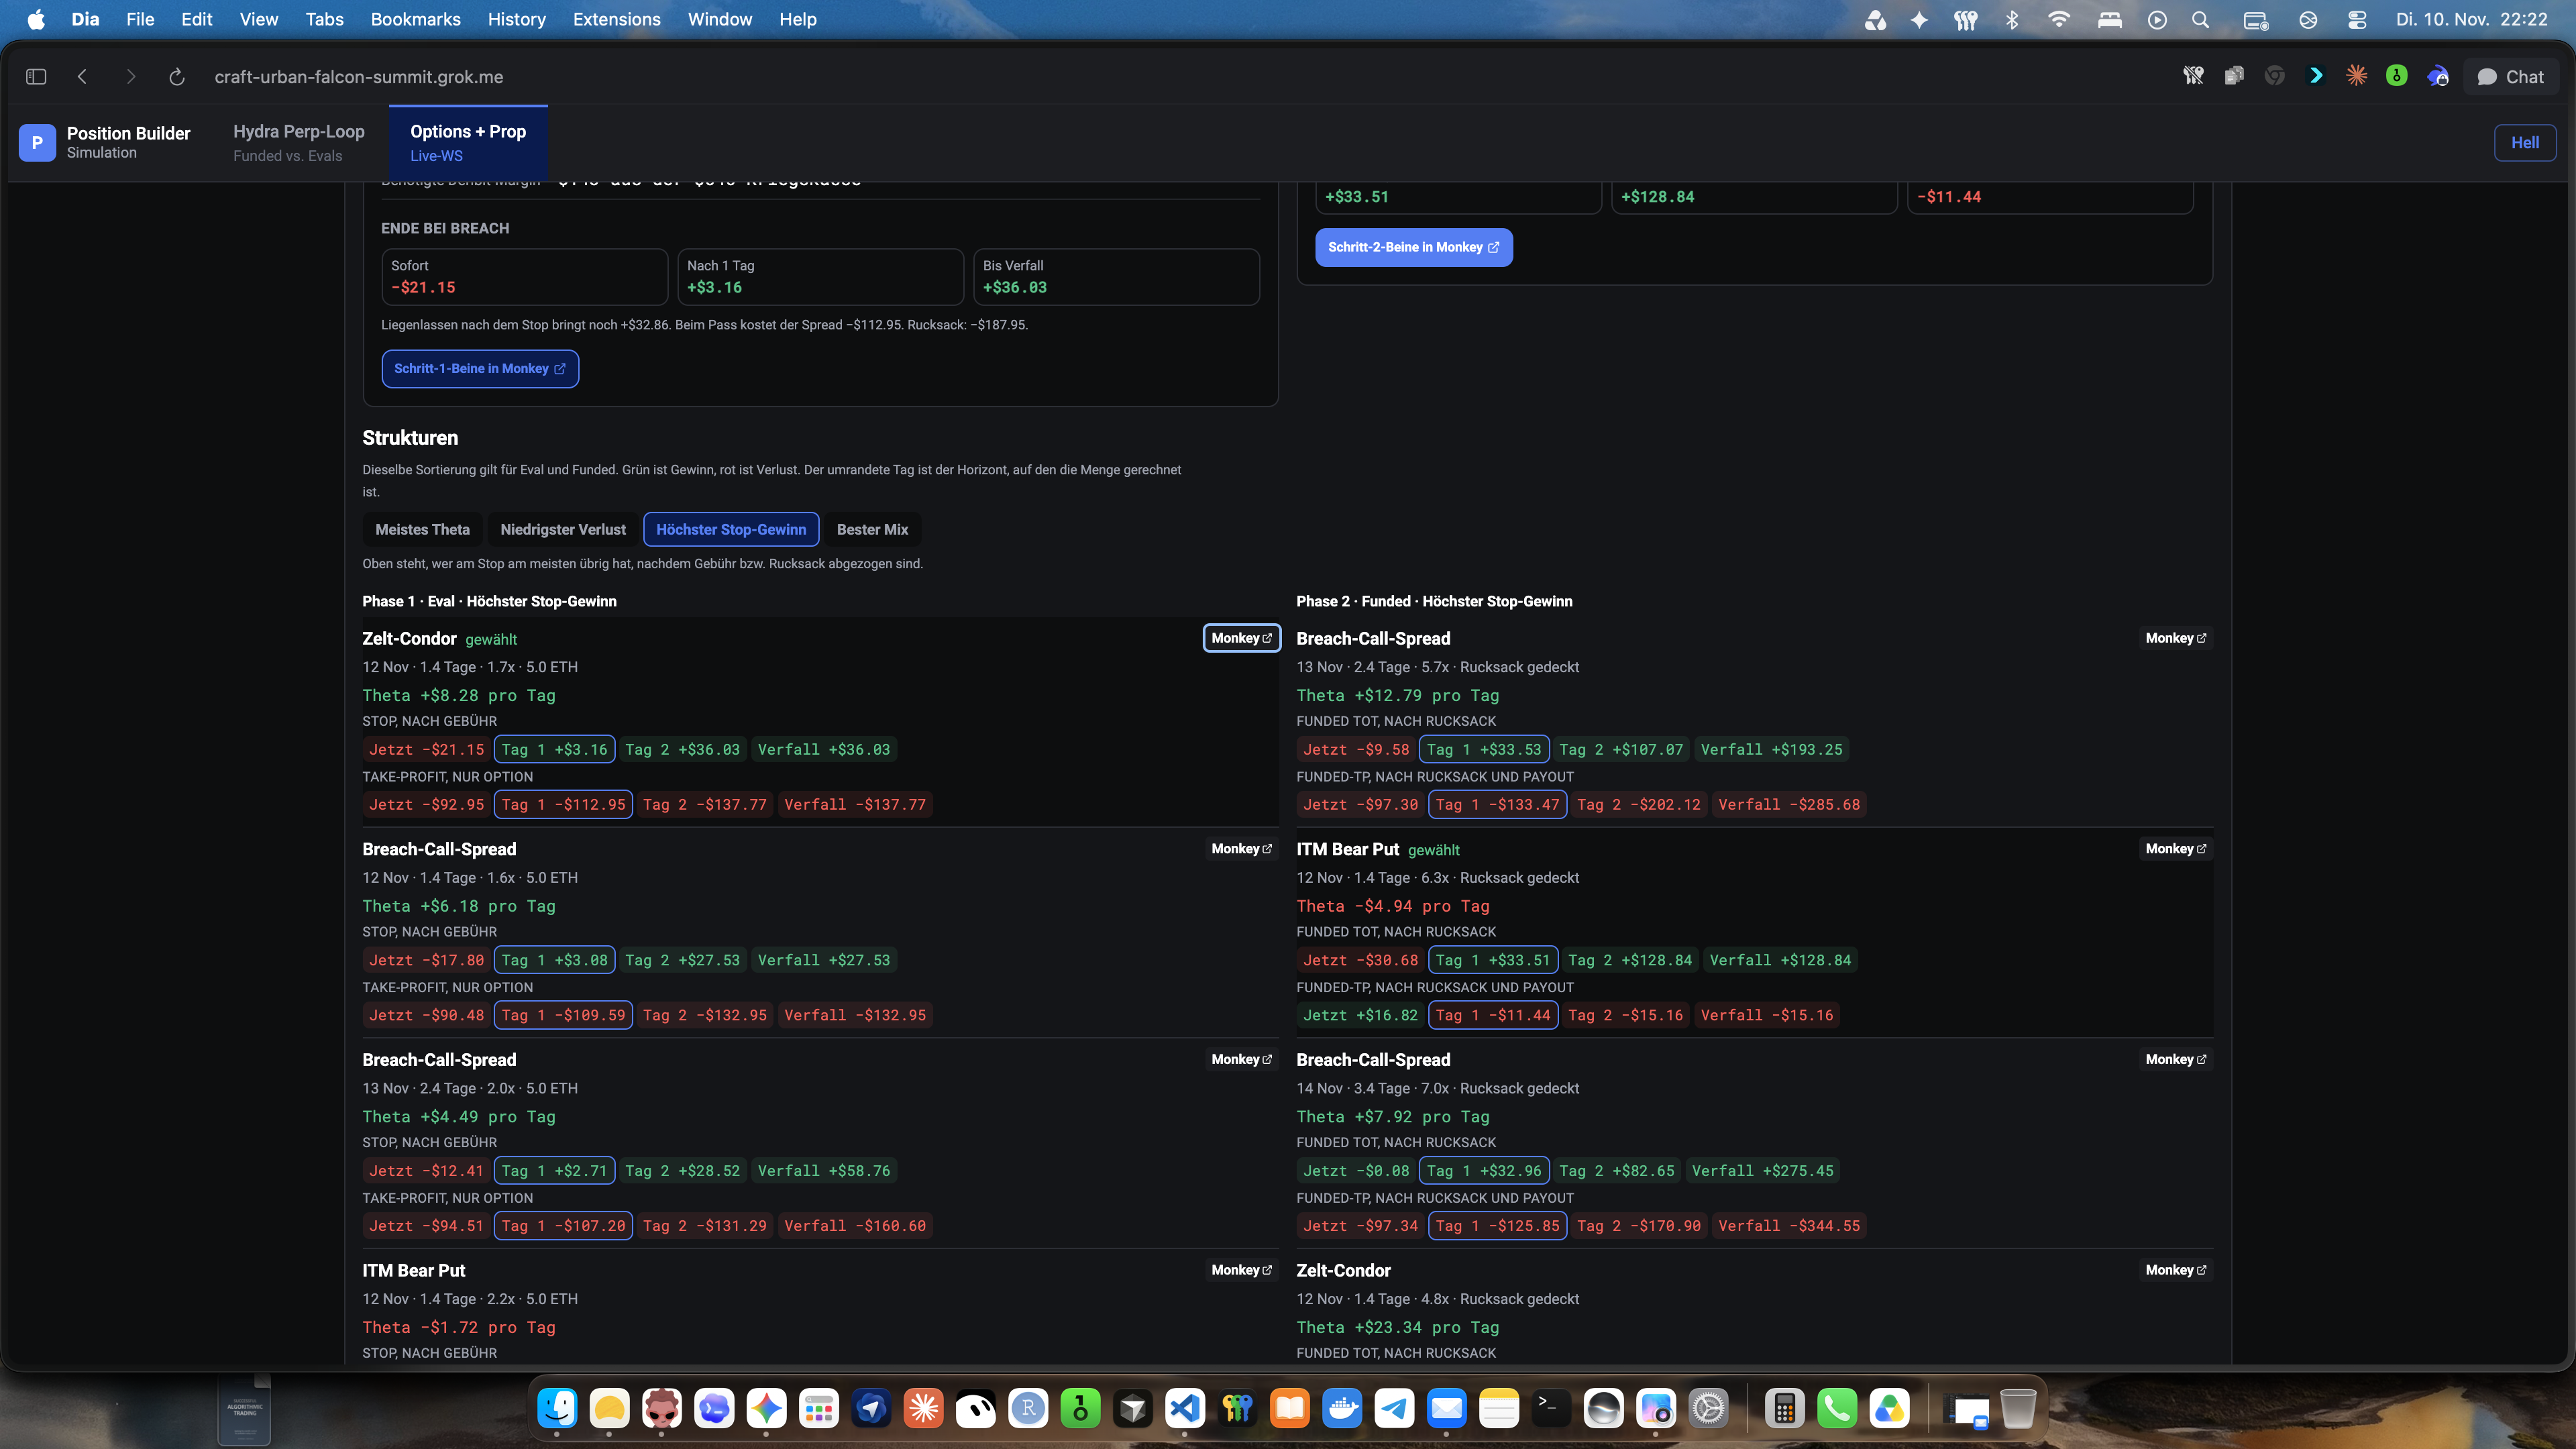 Dia File Edit View Tabs Bookmarks History Extensions Window Help
Di. 10. Nov. 22:22
craft-urban-falcon-summit.grok.me
Chat
P
Position Builder
Simulation
Hydra Perp-Loop
Funded vs. Evals
Options + Prop
Live-WS
Hell
+$33.51
+$128.84
−$11.44
Schritt-2-Beine in Monkey
ENDE BEI BREACH
Sofort
−$21.15
Nach 1 Tag
+$3.16
Bis Verfall
+$36.03
Liegenlassen nach dem Stop bringt noch +$32.86. Beim Pass kostet der Spread −$112.95. Rucksack: −$187.95.
Schritt-1-Beine in Monkey
Strukturen
Dieselbe Sortierung gilt für Eval und Funded. Grün ist Gewinn, rot ist Verlust. Der umrandete Tag ist der Horizont, auf den die Menge gerechnet
ist.
Meistes Theta
Niedrigster Verlust
Höchster Stop-Gewinn
Bester Mix
Oben steht, wer am Stop am meisten übrig hat, nachdem Gebühr bzw. Rucksack abgezogen sind.
Phase 1 · Eval · Höchster Stop-Gewinn
Zelt-Condor gewählt
Monkey
12 Nov · 1.4 Tage · 1.7x · 5.0 ETH
Theta +$8.28 pro Tag
STOP, NACH GEBÜHR
Jetzt −$21.15 Tag 1 +$3.16 Tag 2 +$36.03 Verfall +$36.03
TAKE-PROFIT, NUR OPTION
Jetzt −$92.95 Tag 1 −$112.95 Tag 2 −$137.77 Verfall −$137.77
Breach-Call-Spread
Monkey
12 Nov · 1.4 Tage · 1.6x · 5.0 ETH
Theta +$6.18 pro Tag
STOP, NACH GEBÜHR
Jetzt −$17.80 Tag 1 +$3.08 Tag 2 +$27.53 Verfall +$27.53
TAKE-PROFIT, NUR OPTION
Jetzt −$90.48 Tag 1 −$109.59 Tag 2 −$132.95 Verfall −$132.95
Breach-Call-Spread
Monkey
13 Nov · 2.4 Tage · 2.0x · 5.0 ETH
Theta +$4.49 pro Tag
STOP, NACH GEBÜHR
Jetzt −$12.41 Tag 1 +$2.71 Tag 2 +$28.52 Verfall +$58.76
TAKE-PROFIT, NUR OPTION
Jetzt −$94.51 Tag 1 −$107.20 Tag 2 −$131.29 Verfall −$160.60
ITM Bear Put
Monkey
12 Nov · 1.4 Tage · 2.2x · 5.0 ETH
Theta −$1.72 pro Tag
STOP, NACH GEBÜHR
Phase 2 · Funded · Höchster Stop-Gewinn
Breach-Call-Spread
Monkey
13 Nov · 2.4 Tage · 5.7x · Rucksack gedeckt
Theta +$12.79 pro Tag
FUNDED TOT, NACH RUCKSACK
Jetzt −$9.58 Tag 1 +$33.53 Tag 2 +$107.07 Verfall +$193.25
FUNDED-TP, NACH RUCKSACK UND PAYOUT
Jetzt −$97.30 Tag 1 −$133.47 Tag 2 −$202.12 Verfall −$285.68
ITM Bear Put gewählt
Monkey
12 Nov · 1.4 Tage · 6.3x · Rucksack gedeckt
Theta −$4.94 pro Tag
FUNDED TOT, NACH RUCKSACK
Jetzt −$30.68 Tag 1 +$33.51 Tag 2 +$128.84 Verfall +$128.84
FUNDED-TP, NACH RUCKSACK UND PAYOUT
Jetzt +$16.82 Tag 1 −$11.44 Tag 2 −$15.16 Verfall −$15.16
Breach-Call-Spread
Monkey
14 Nov · 3.4 Tage · 7.0x · Rucksack gedeckt
Theta +$7.92 pro Tag
FUNDED TOT, NACH RUCKSACK
Jetzt −$0.08 Tag 1 +$32.96 Tag 2 +$82.65 Verfall +$275.45
FUNDED-TP, NACH RUCKSACK UND PAYOUT
Jetzt −$97.34 Tag 1 −$125.85 Tag 2 −$170.90 Verfall −$344.55
Zelt-Condor
Monkey
12 Nov · 1.4 Tage · 4.8x · Rucksack gedeckt
Theta +$23.34 pro Tag
FUNDED TOT, NACH RUCKSACK
ALGORITHMIC
TRADING